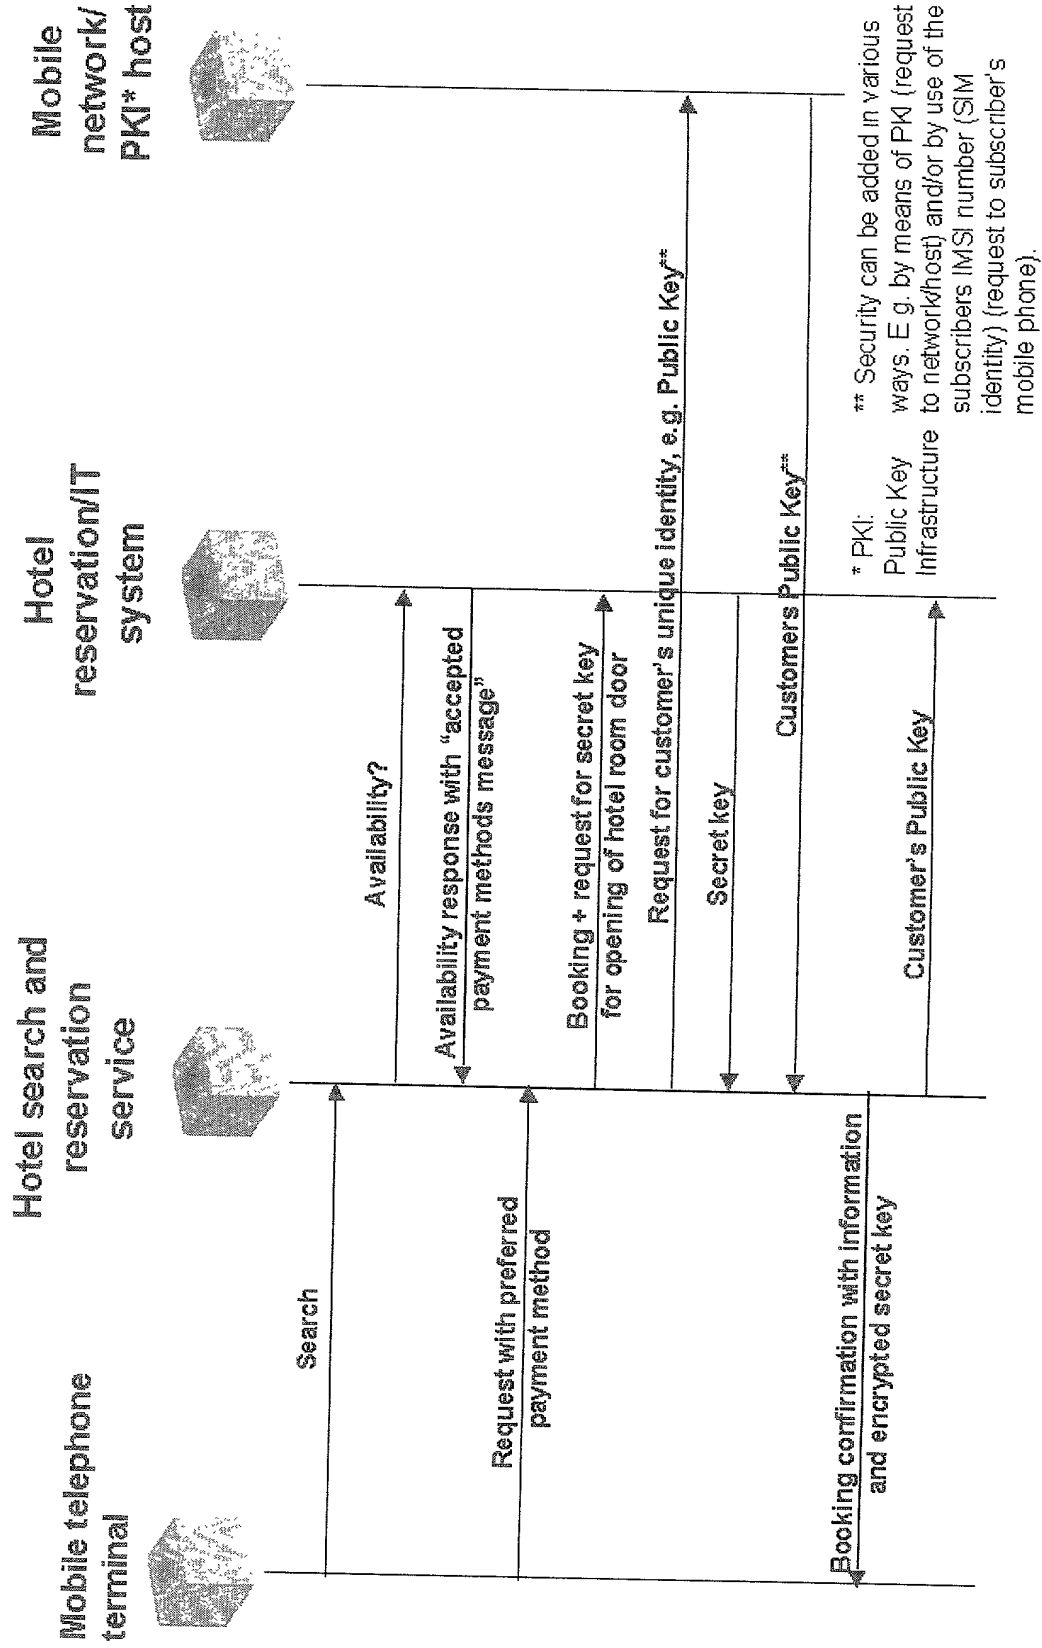 Mobile telephone
terminal
Hotel search and
reservation
service
Hotel
reservation/IT
system
Mobile
network/
PKI* host
Search
Availability?
Availability response with “accepted
payment methods message”
Request with preferred
payment method
Booking + request for secret key
for opening of hotel room door
Request for customer's unique identity, e.g. Public Key**
Secret key
Customers Public Key**
Booking confirmation with information
and encrypted secret key
Customer's Public Key
* PKI:
Public Key
Infrastructure
** Security can be added in various
ways. E g. by means of PKI (request
to network/host) and/or by use of the
subscribers IMSI number (SIM
identity) (request to subscriber's
mobile phone).